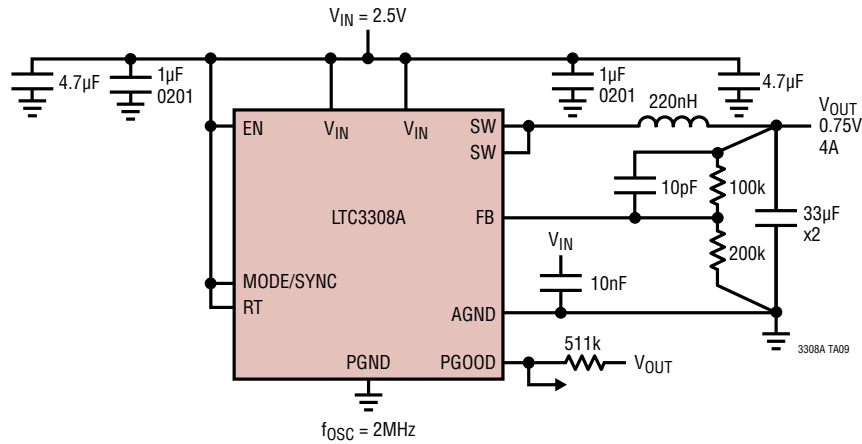 V_IN = 2.5V
4.7µF
1µF
0201
1µF
0201
4.7µF
EN
V_IN
V_IN
SW
SW
220nH
V_OUT
0.75V
4A
LTC3308A
10pF
100k
33µF
x2
FB
200k
V_IN
10nF
MODE/SYNC
RT
AGND
511k
PGND
PGOOD
V_OUT
3308A TA09
f_OSC = 2MHz